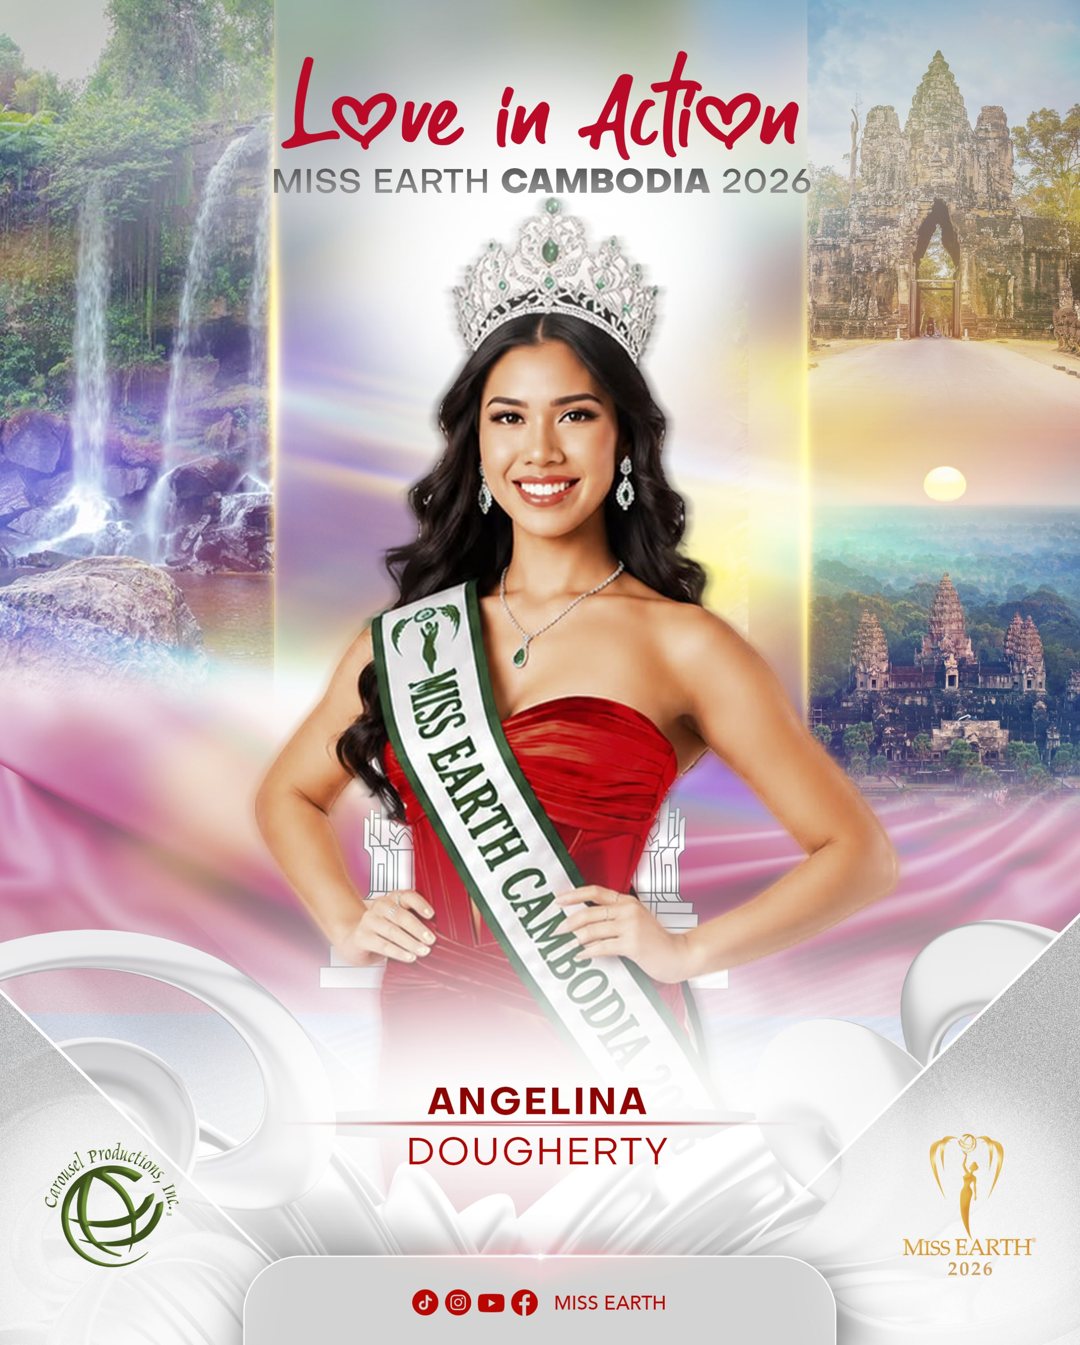 Love in Action
MISS EARTH CAMBODIA 2026
MISS EARTH CAMBODIA
ANGELINA
DOUGHERTY
Carousel Productions, Inc.
MISS EARTH®
2026
MISS EARTH